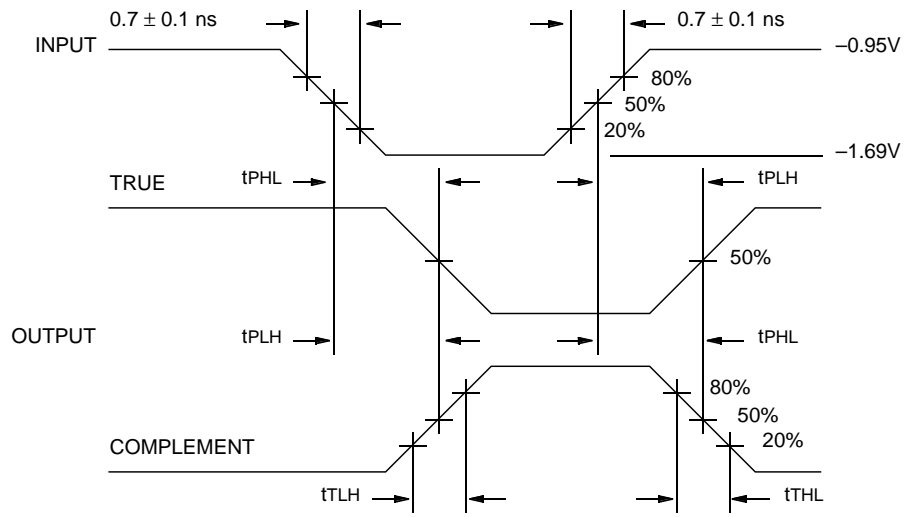 0.7 ± 0.1 ns
0.7 ± 0.1 ns
INPUT
–0.95V
80%
50%
20%
–1.69V
tPHL
tPLH
TRUE
50%
OUTPUT
tPLH
tPHL
80%
50%
20%
COMPLEMENT
tTLH
tTHL